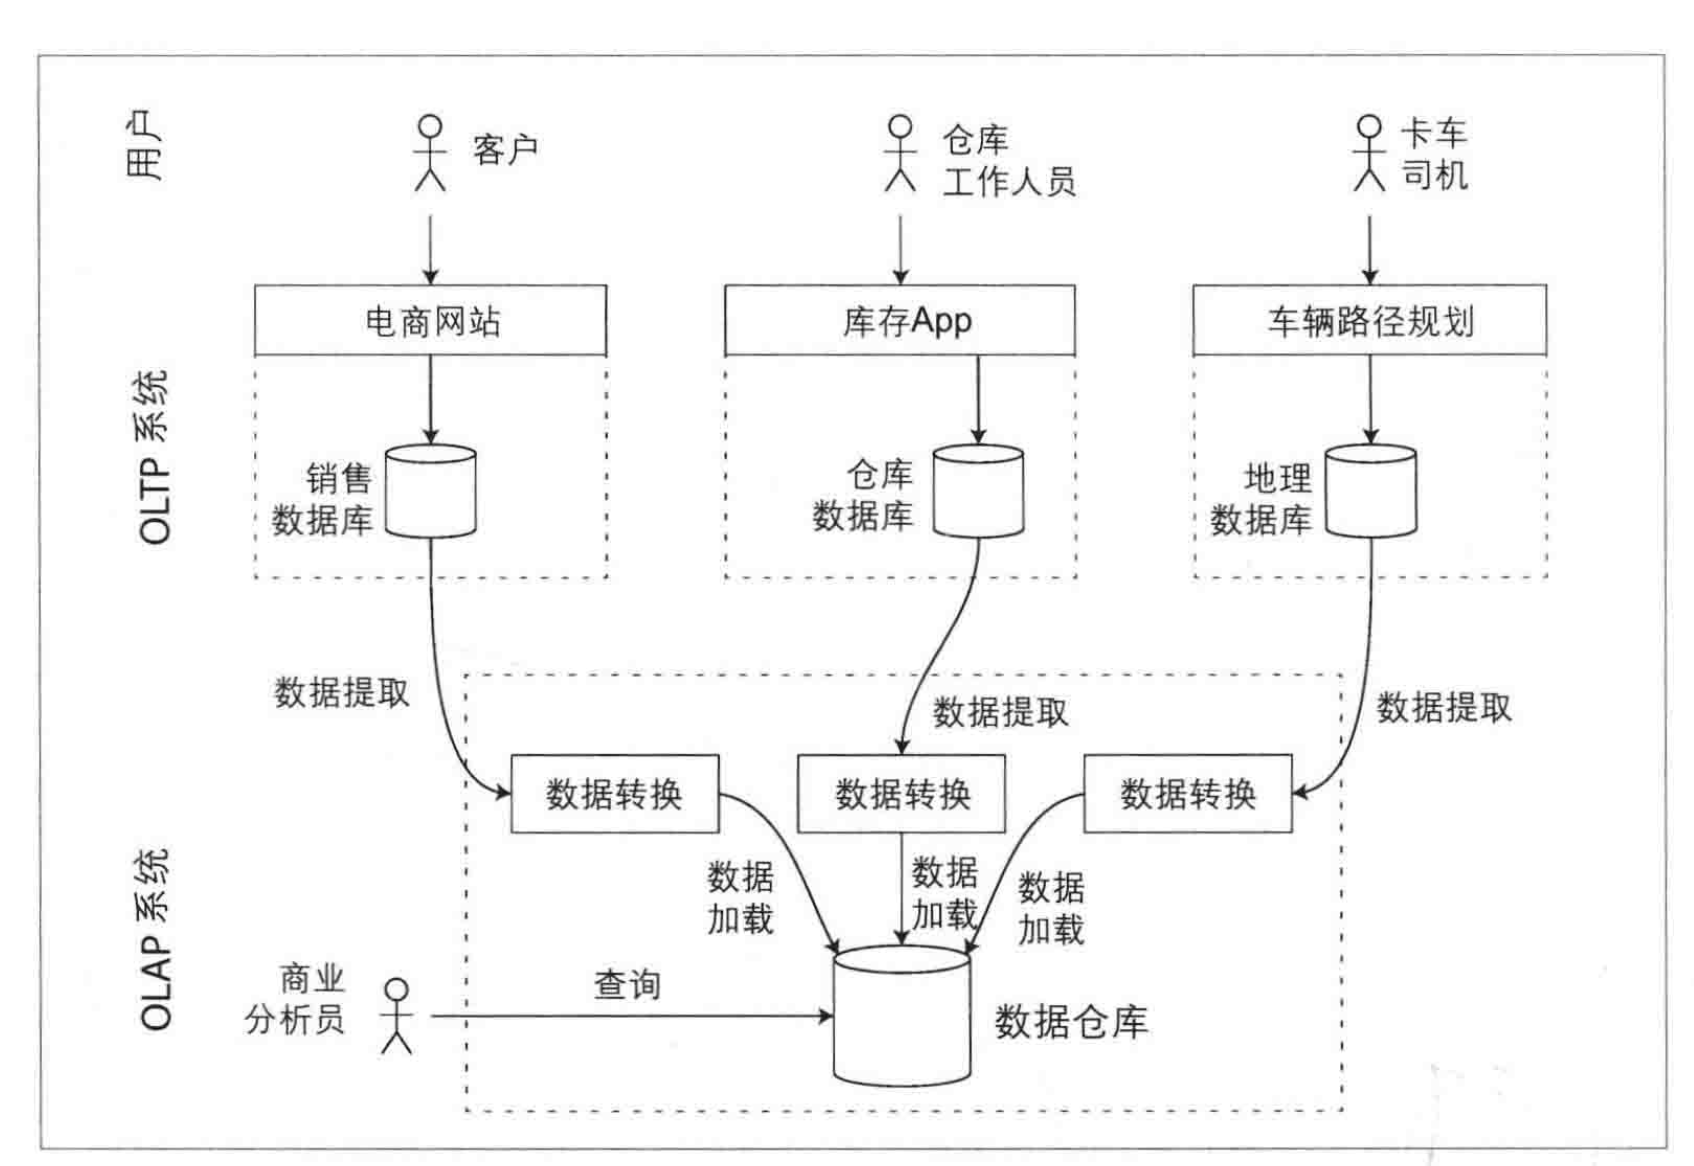 用户
客户
仓库
工作人员
卡车
司机
电商网站
库存App
车辆路径规划
OLTP 系统
销售
数据库
仓库
数据库
地理
数据库
数据提取
数据提取
数据提取
数据转换
数据转换
数据转换
OLAP 系统
数据
加载
数据
加载
数据
加载
商业
分析员
查询
数据仓库